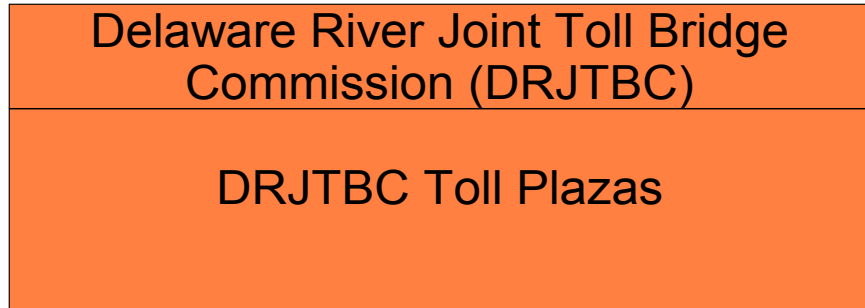 Delaware River Joint Toll Bridge
Commission (DRJTBC)
DRJTBC Toll Plazas